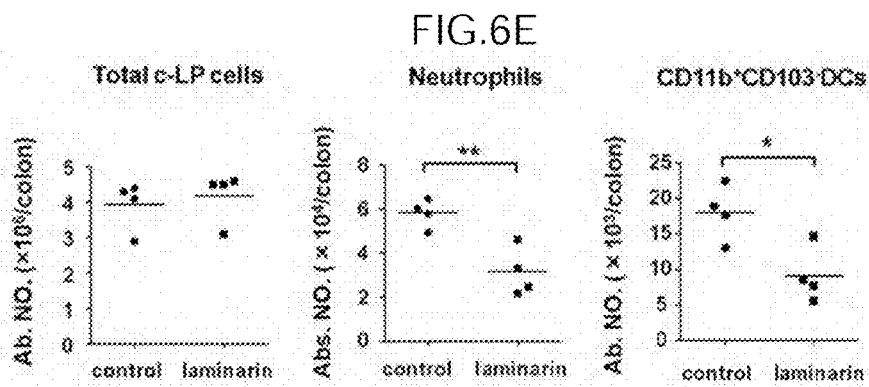 FIG.6E
Total c-LP cells
Ab. NO. (×10⁶/colon)
5
4
3
2
1
0
control laminarin
Neutrophils
Abs. NO. (×10³/colon)
8
6
4
2
0
**
control laminarin
CD11b⁺CD103⁻DCs
Ab. NO. (×10³/colon)
25
20
15
10
5
0
*
control laminarin